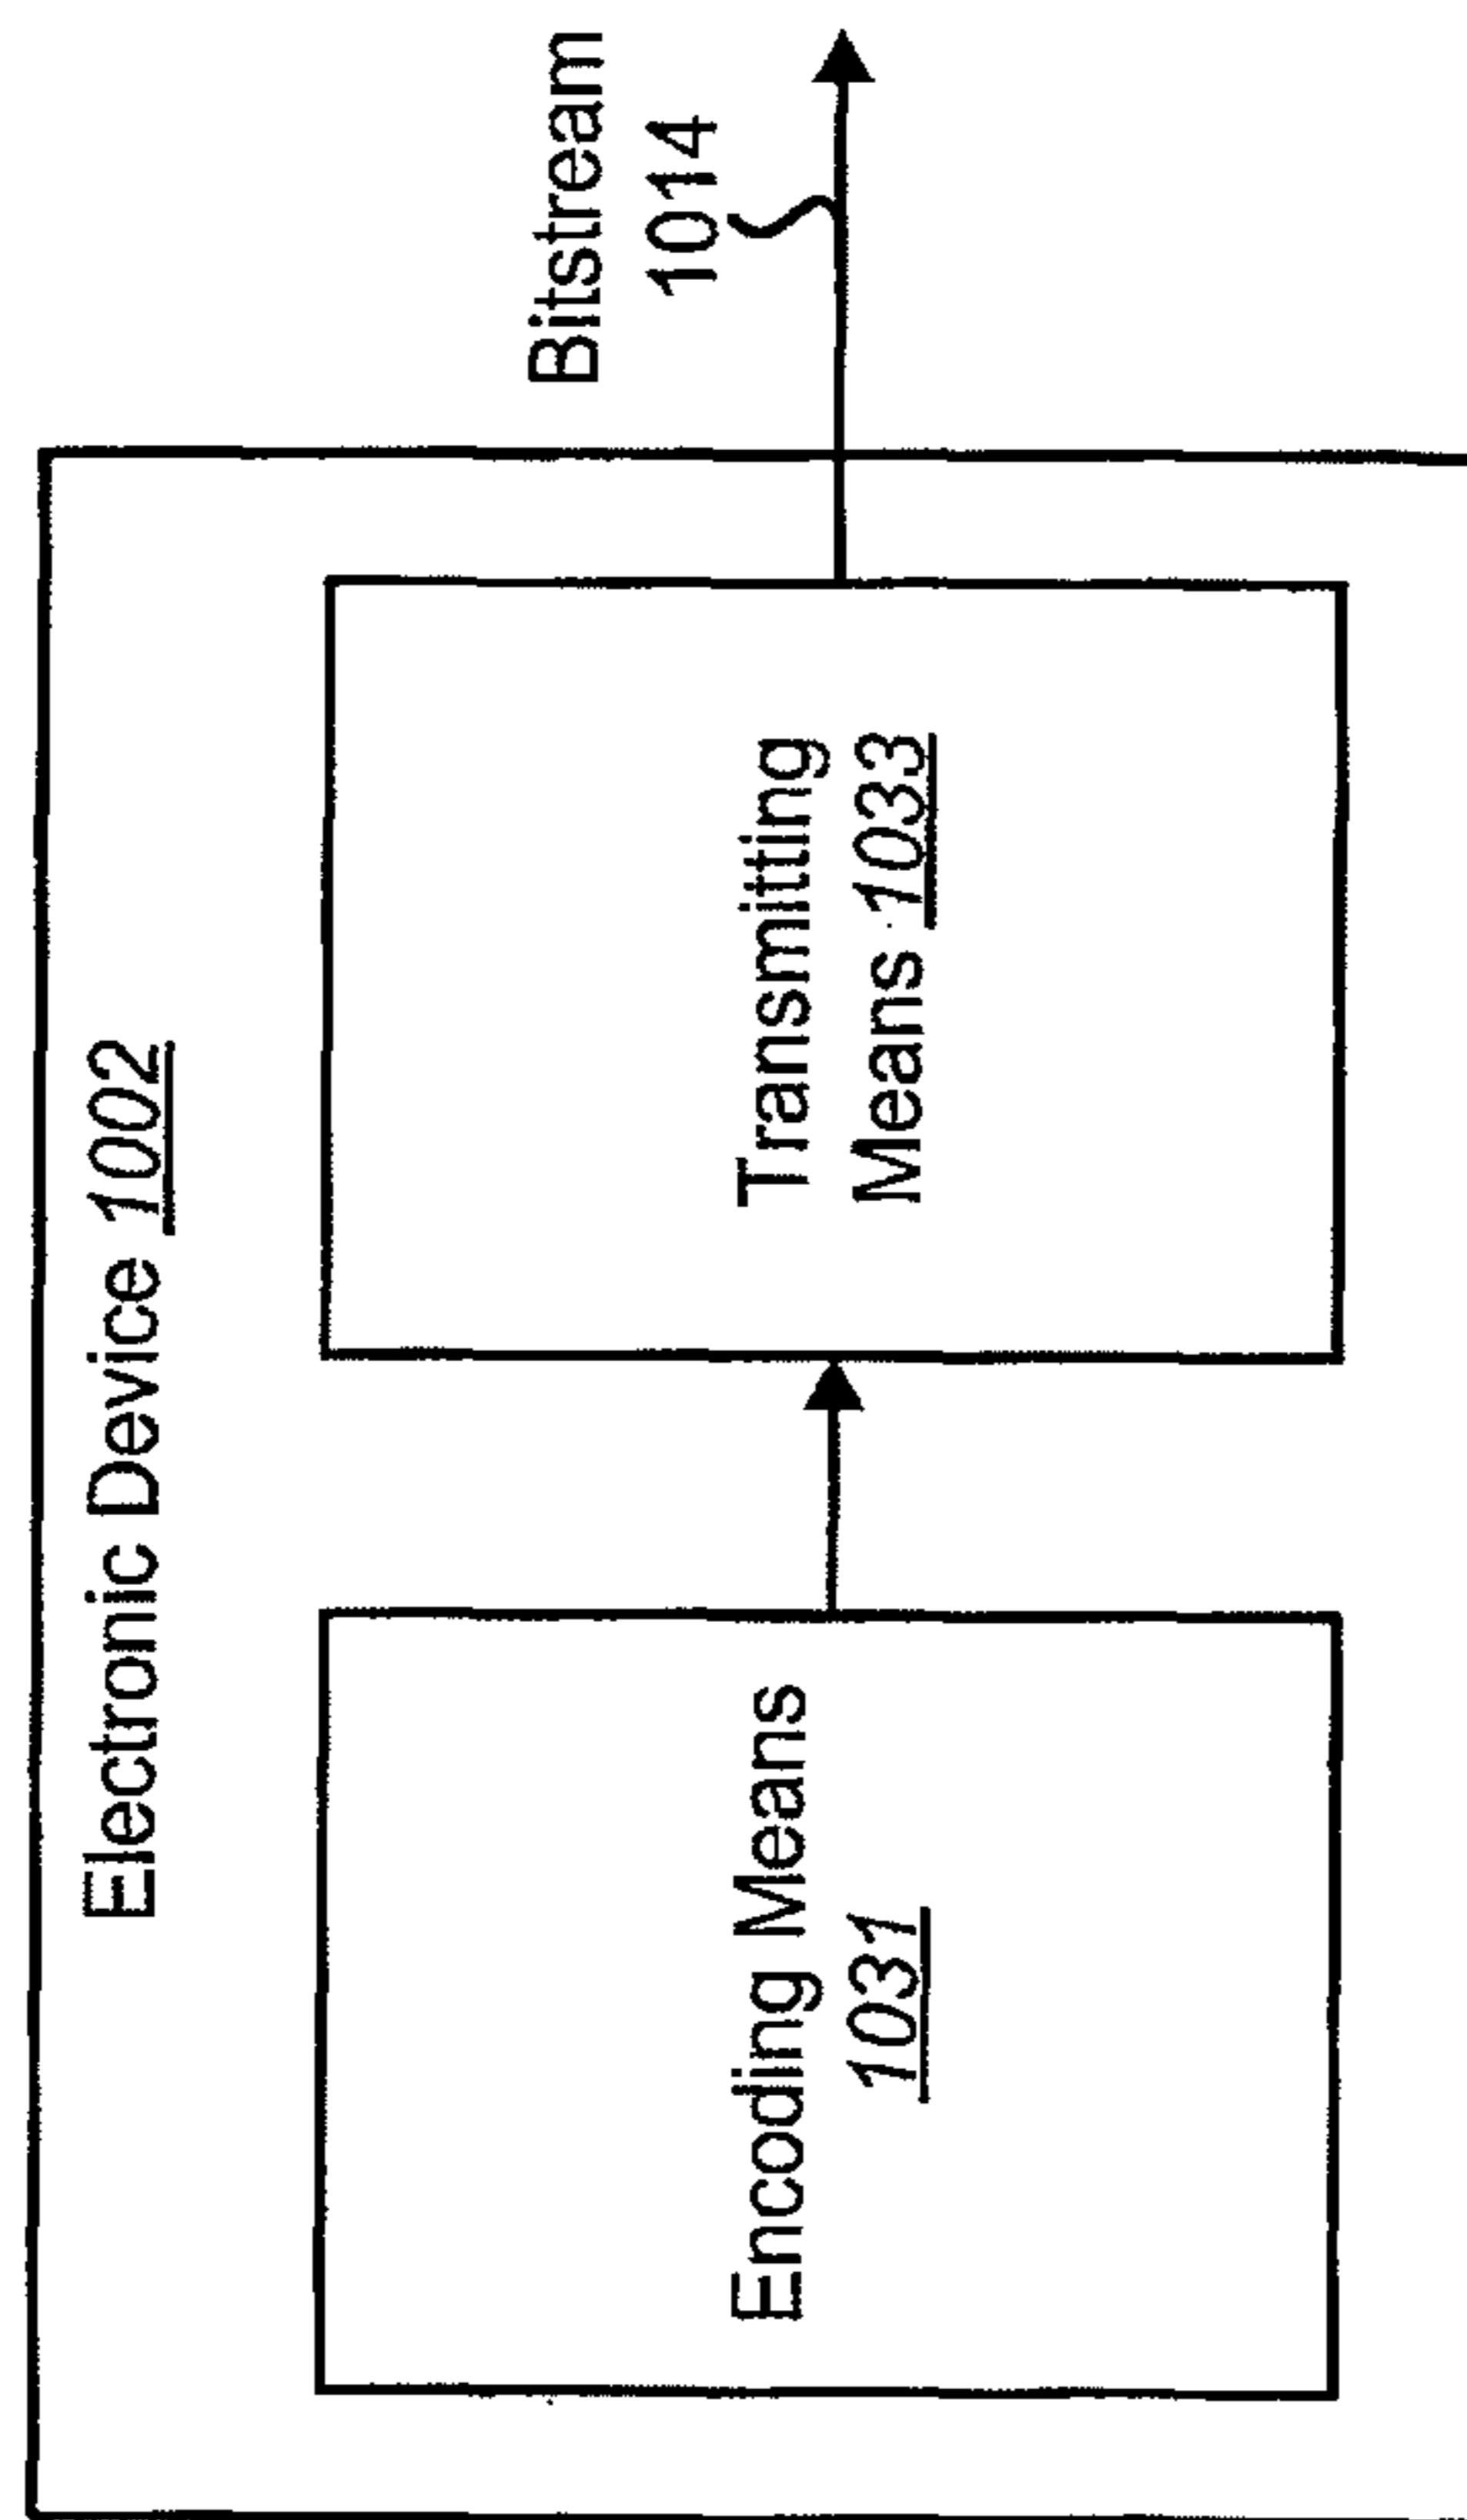 Electronic Device 1002
Encoding Means
1031
Transmitting
Means 1033
Bitstream
1014